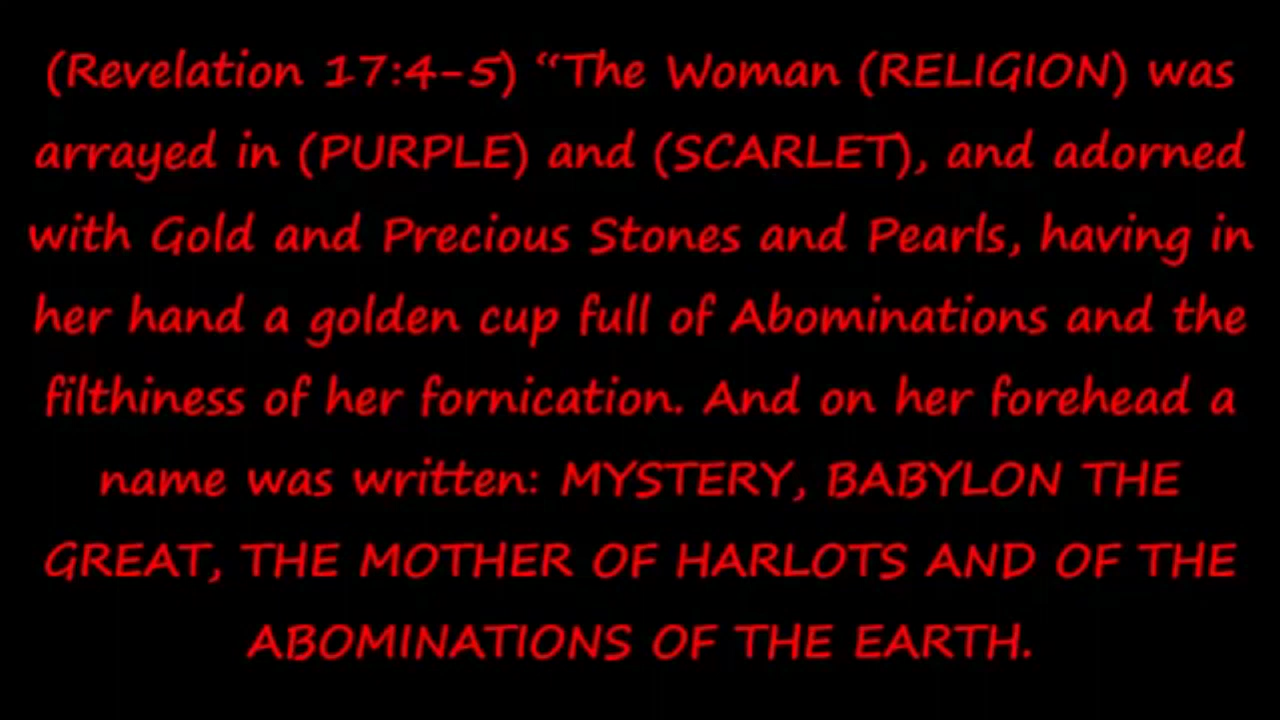 (Revelation 17:4-5) “The Woman (RELIGION) was
arrayed in (PURPLE) and (SCARLET), and adorned
with Gold and Precious Stones and Pearls, having in
her hand a golden cup full of Abominations and the
filthiness of her fornication. And on her forehead a
name was written: MYSTERY, BABYLON THE
GREAT, THE MOTHER OF HARLOTS AND OF THE
ABOMINATIONS OF THE EARTH.